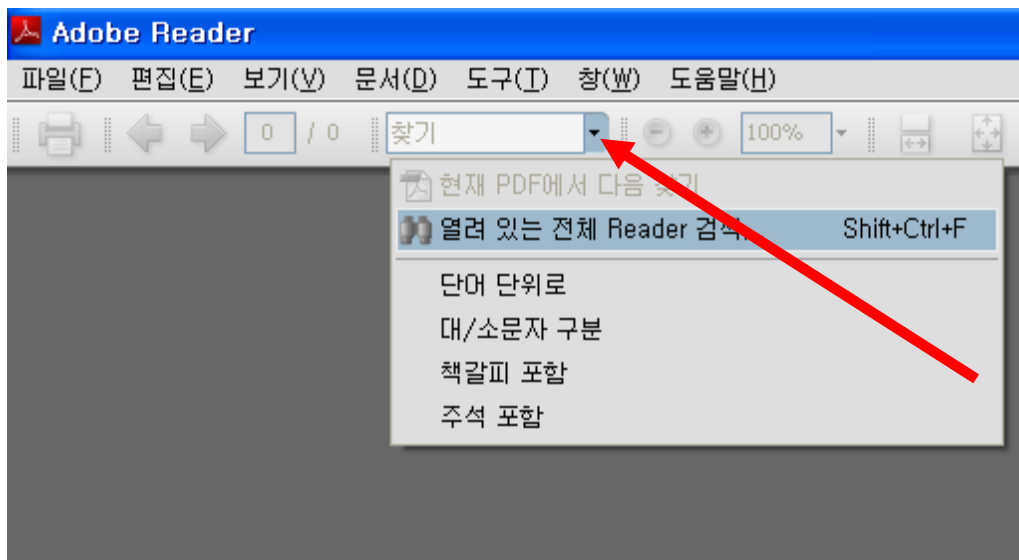 Adobe Reader
파일(F) 편집(E) 보기(V) 문서(D) 도구(T) 창(W) 도움말(H)
0 / 0 찾기 100%
현재 PDF에서 다음 찾기
열려 있는 전체 Reader 검색... Shift+Ctrl+F
단어 단위로
대/소문자 구분
책갈피 포함
주석 포함